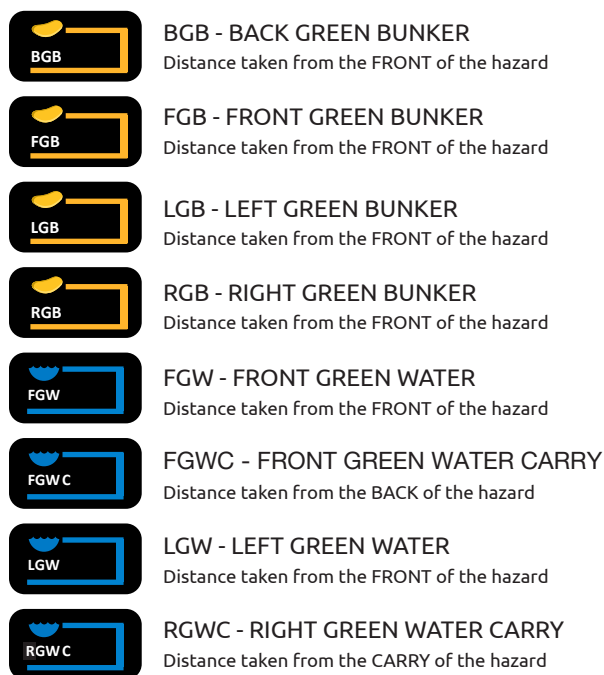 BGB
BGB - BACK GREEN BUNKER
Distance taken from the FRONT of the hazard
FGB
FGB - FRONT GREEN BUNKER
Distance taken from the FRONT of the hazard
LGB
LGB - LEFT GREEN BUNKER
Distance taken from the FRONT of the hazard
RGB
RGB - RIGHT GREEN BUNKER
Distance taken from the FRONT of the hazard
FGW
FGW - FRONT GREEN WATER
Distance taken from the FRONT of the hazard
FGWC
FGWC - FRONT GREEN WATER CARRY
Distance taken from the BACK of the hazard
LGW
LGW - LEFT GREEN WATER
Distance taken from the FRONT of the hazard
RGWC
RGWC - RIGHT GREEN WATER CARRY
Distance taken from the CARRY of the hazard